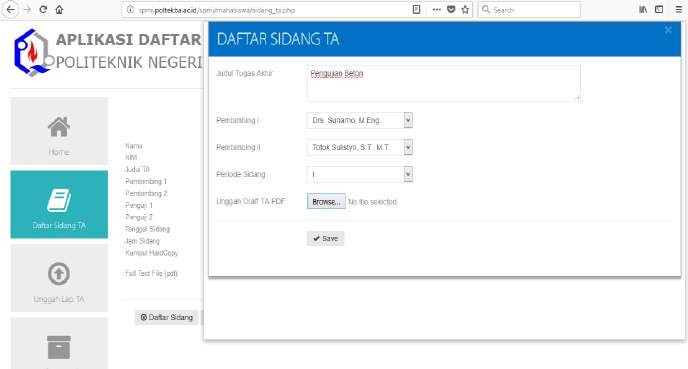 spmi.poltekba.ac.id/spmi/mahasiswa/sidang_ta.php
Search
APLIKASI DAFTAR
POLITEKNIK NEGERI
DAFTAR SIDANG TA
Judul Tugas Akhir
Pengujian Beton
Pembimbing I
Drs. Sunarno, M.Eng
Pembimbing II
Totok Sulistyo, S.T., M.T.
Periode Sidang
I
Unggah Draft TA PDF
Browse... No file selected.
Save
Home
Daftar Sidang TA
Unggah Lap. TA
Nama
NIM
Judul TA
Pembimbing 1
Pembimbing 2
Penguji 1
Penguji 2
Tanggal Sidang
Jam Sidang
Kumpul HardCopy
Full Text File (pdf)
Daftar Sidang